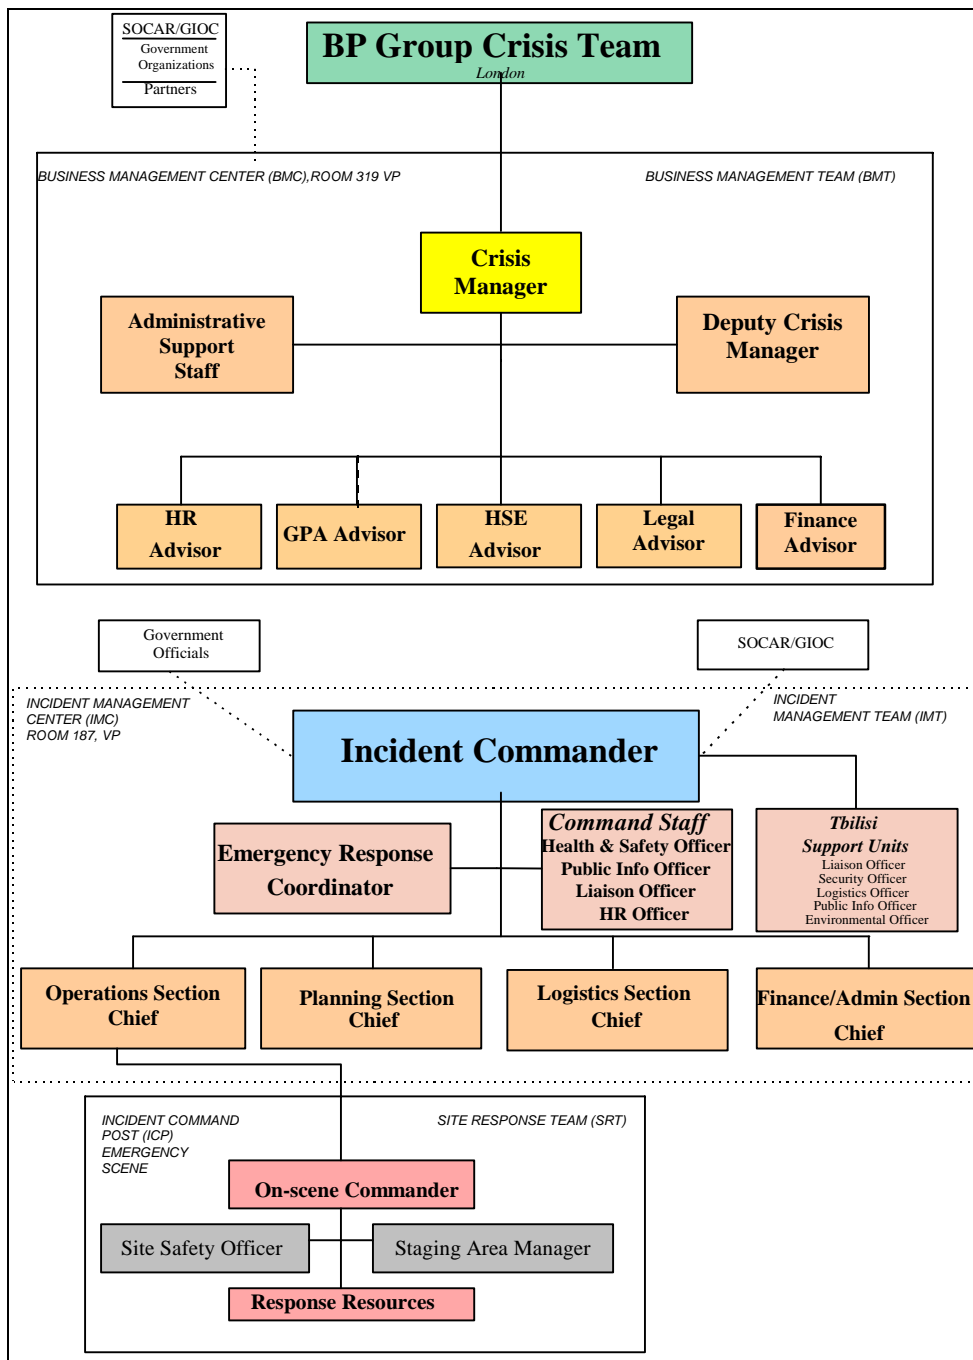 SOCAR/GIOC
Government
Organizations
Partners
BP Group Crisis Team
London
BUSINESS MANAGEMENT CENTER (BMC),ROOM 319 VP
BUSINESS MANAGEMENT TEAM (BMT)
Crisis
Manager
Administrative
Support
Staff
Deputy Crisis
Manager
HR
Advisor
GPA Advisor
HSE
Advisor
Legal
Advisor
Finance
Advisor
Government
Officials
SOCAR/GIOC
INCIDENT MANAGEMENT
CENTER (IMC)
ROOM 187, VP
INCIDENT
MANAGEMENT TEAM (IMT)
Incident Commander
Emergency Response
Coordinator
Command Staff
Health & Safety Officer
Public Info Officer
Liaison Officer
HR Officer
Tbilisi
Support Units
Liaison Officer
Security Officer
Logistics Officer
Public Info Officer
Environmental Officer
Operations Section
Chief
Planning Section
Chief
Logistics Section
Chief
Finance/Admin Section
Chief
INCIDENT COMMAND
POST (ICP)
EMERGENCY
SCENE
SITE RESPONSE TEAM (SRT)
On-scene Commander
Site Safety Officer
Staging Area Manager
Response Resources